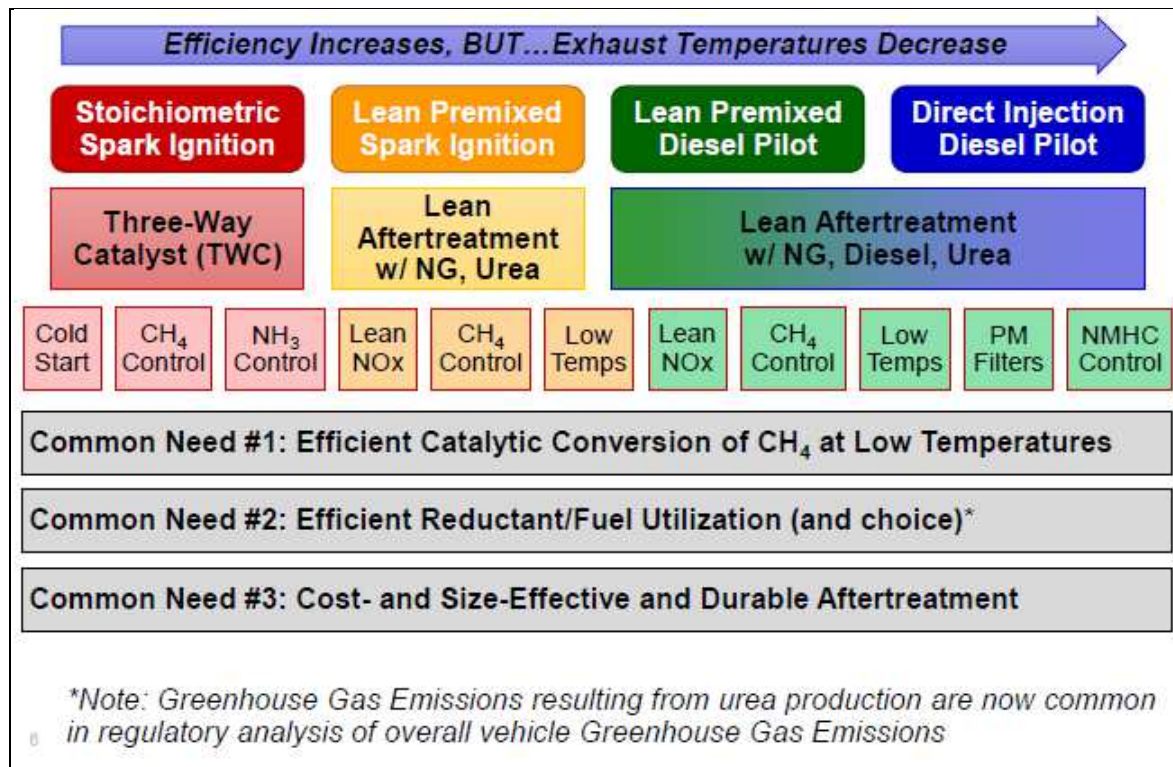 Efficiency Increases, BUT...Exhaust Temperatures Decrease
Stoichiometric
Spark Ignition
Lean Premixed
Spark Ignition
Lean Premixed
Diesel Pilot
Direct Injection
Diesel Pilot
Three-Way
Catalyst (TWC)
Lean
Aftertreatment
w/ NG, Urea
Lean Aftertreatment
w/ NG, Diesel, Urea
Cold
Start
CH₄
Control
NH₃
Control
Lean
NOx
CH₄
Control
Low
Temps
Lean
NOx
CH₄
Control
Low
Temps
PM
Filters
NMHC
Control
Common Need #1: Efficient Catalytic Conversion of CH₄ at Low Temperatures
Common Need #2: Efficient Reductant/Fuel Utilization (and choice)*
Common Need #3: Cost- and Size-Effective and Durable Aftertreatment
*Note: Greenhouse Gas Emissions resulting from urea production are now common
in regulatory analysis of overall vehicle Greenhouse Gas Emissions
6